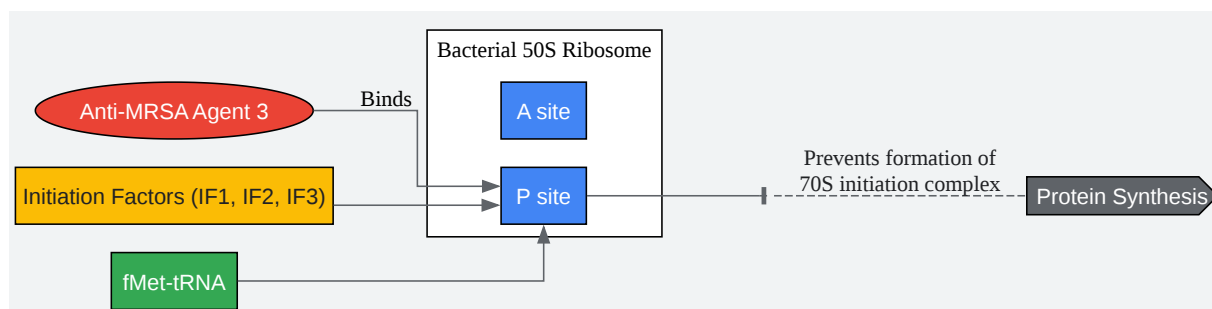 Bacterial 50S Ribosome
Anti-MRSA Agent 3
Binds
A site
Initiation Factors (IF1, IF2, IF3)
P site
Prevents formation of
70S initiation complex
Protein Synthesis
fMet-tRNA